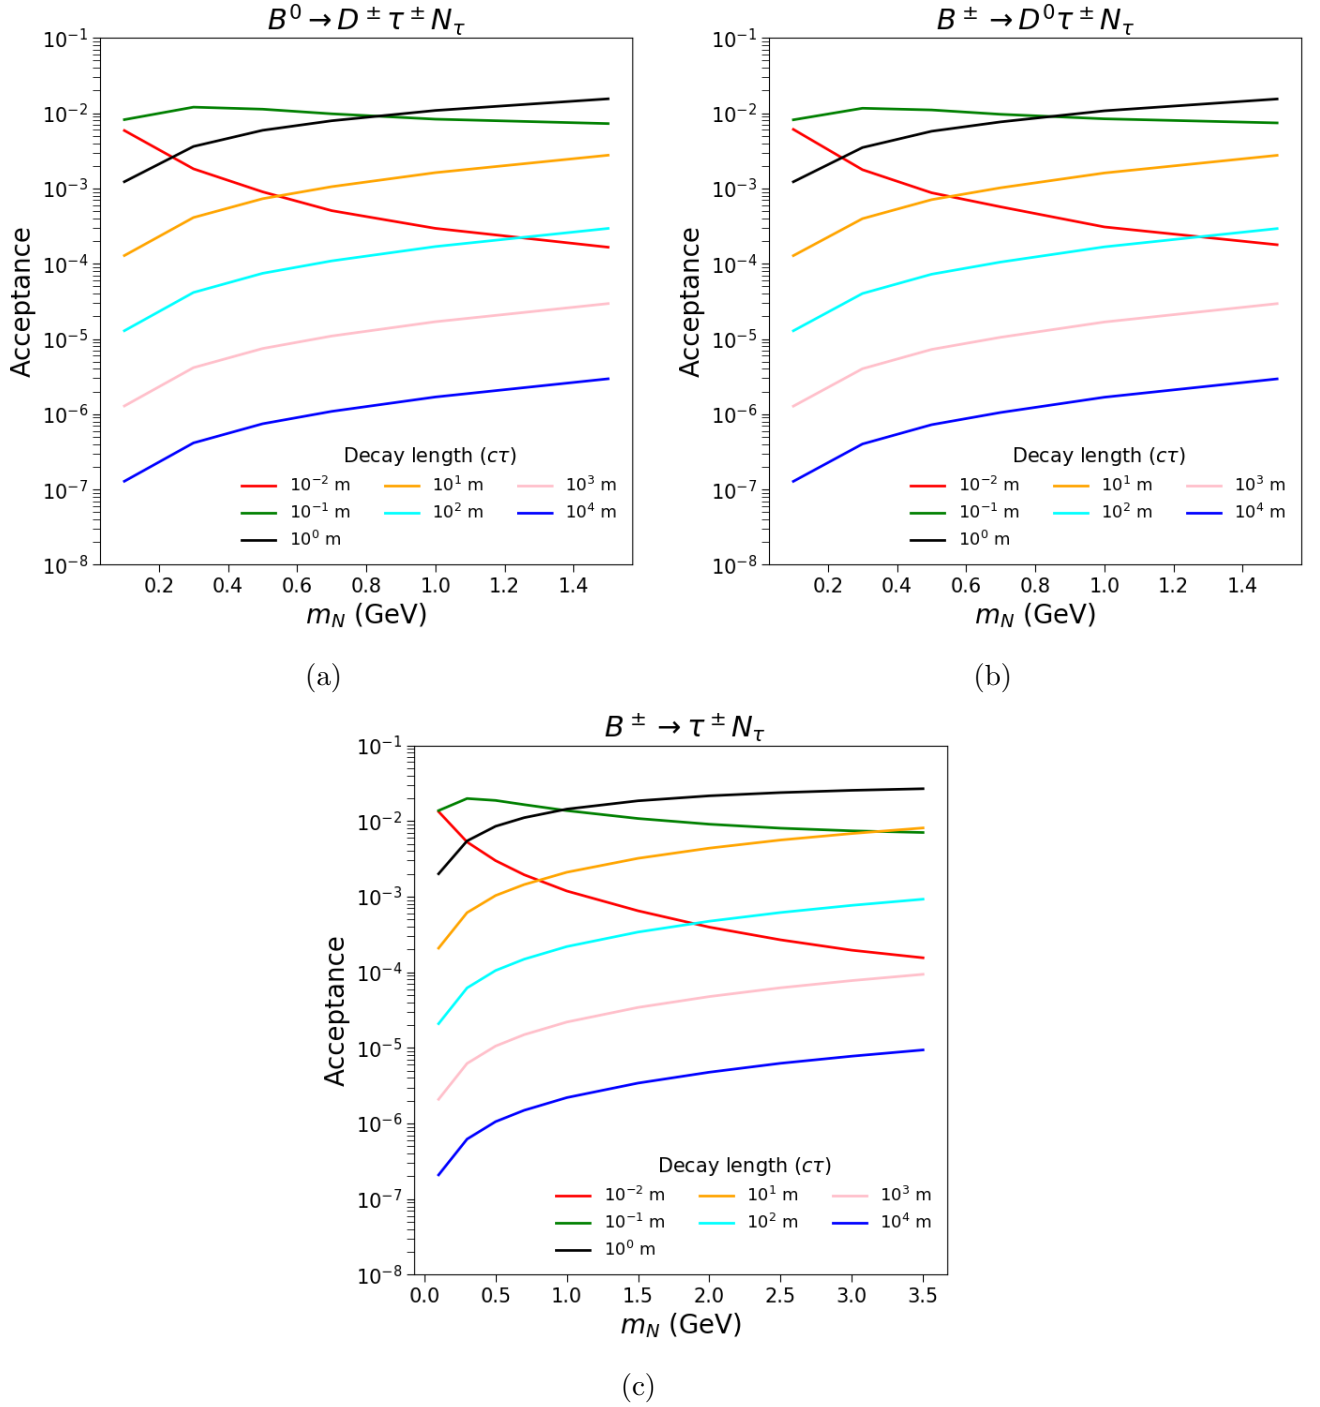 B⁰ → D^± τ^± N_τ
Acceptance
10⁻¹
10⁻²
10⁻³
10⁻⁴
10⁻⁵
10⁻⁶
10⁻⁷
10⁻⁸
Decay length (cτ)
10⁻² m 10¹ m 10³ m
10⁻¹ m 10² m 10⁴ m
10⁰ m
0.2 0.4 0.6 0.8 1.0 1.2 1.4
m_N (GeV)
(a)
B^± → D⁰ τ^± N_τ
Acceptance
10⁻¹
10⁻²
10⁻³
10⁻⁴
10⁻⁵
10⁻⁶
10⁻⁷
10⁻⁸
Decay length (cτ)
10⁻² m 10¹ m 10³ m
10⁻¹ m 10² m 10⁴ m
10⁰ m
0.2 0.4 0.6 0.8 1.0 1.2 1.4
m_N (GeV)
(b)
B^± → τ^± N_τ
Acceptance
10⁻¹
10⁻²
10⁻³
10⁻⁴
10⁻⁵
10⁻⁶
10⁻⁷
10⁻⁸
Decay length (cτ)
10⁻² m 10¹ m 10³ m
10⁻¹ m 10² m 10⁴ m
10⁰ m
0.0 0.5 1.0 1.5 2.0 2.5 3.0 3.5
m_N (GeV)
(c)